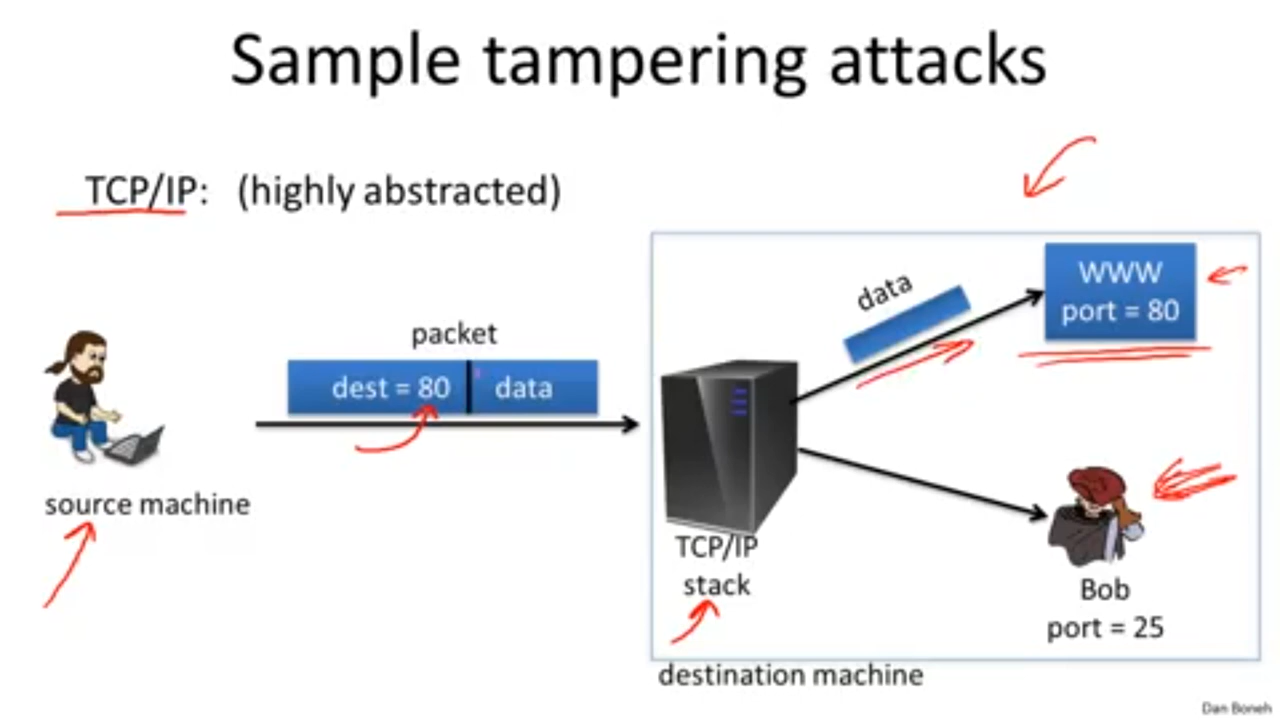 Sample tampering attacks
TCP/IP: (highly abstracted)
packet
dest = 80 data
source machine
data
WWW
port = 80
TCP/IP
stack
Bob
port = 25
destination machine
Dan Boneh